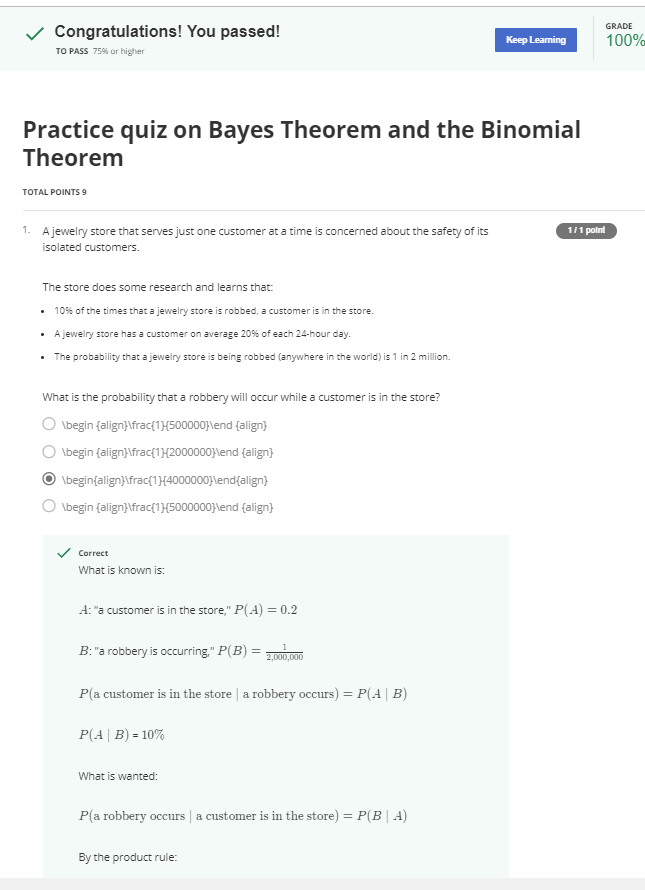 Congratulations! You passed!
TO PASS 75% or higher
Keep Learning
GRADE
100%
Practice quiz on Bayes Theorem and the Binomial
Theorem
TOTAL POINTS 9
1. A jewelry store that serves just one customer at a time is concerned about the safety of its
isolated customers.
1 / 1 point
The store does some research and learns that:
• 10% of the times that a jewelry store is robbed, a customer is in the store.
• A jewelry store has a customer on average 20% of each 24-hour day.
• The probability that a jewelry store is being robbed (anywhere in the world) is 1 in 2 million.
What is the probability that a robbery will occur while a customer is in the store?
\begin {align}\frac{1}{500000}\end {align}
\begin {align}\frac{1}{2000000}\end {align}
\begin{align}\frac{1}{4000000}\end{align}
\begin {align}\frac{1}{5000000}\end {align}
Correct
What is known is:
A: "a customer is in the store," P(A) = 0.2
B: "a robbery is occurring," P(B) = 1/2,000,000
P(a customer is in the store | a robbery occurs) = P(A | B)
P(A | B) = 10%
What is wanted:
P(a robbery occurs | a customer is in the store) = P(B | A)
By the product rule: